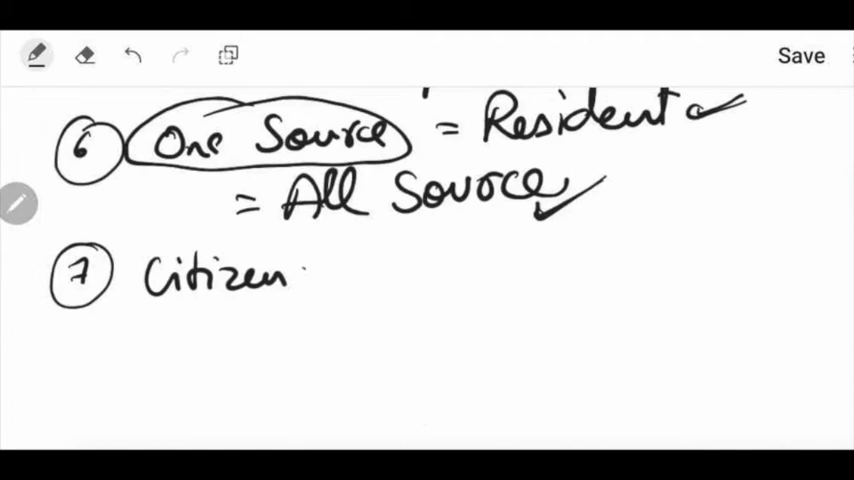 Save
6 One Source = Resident
= All Source
7 Citizen